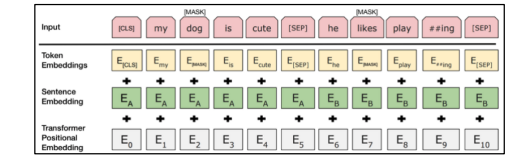 [MASK] [MASK]
Input [CLS] my dog is cute [SEP] he likes play ##ing [SEP]
Token
Embeddings E[CLS] Emy E[MASK] Eis Ecute E[SEP] Ehe E[MASK] Eplay E##ing E[SEP]
+ + + + + + + + + + +
Sentence
Embedding EA EA EA EA EA EA EB EB EB EB EB
+ + + + + + + + + + +
Transformer
Positional
Embedding E0 E1 E2 E3 E4 E5 E6 E7 E8 E9 E10